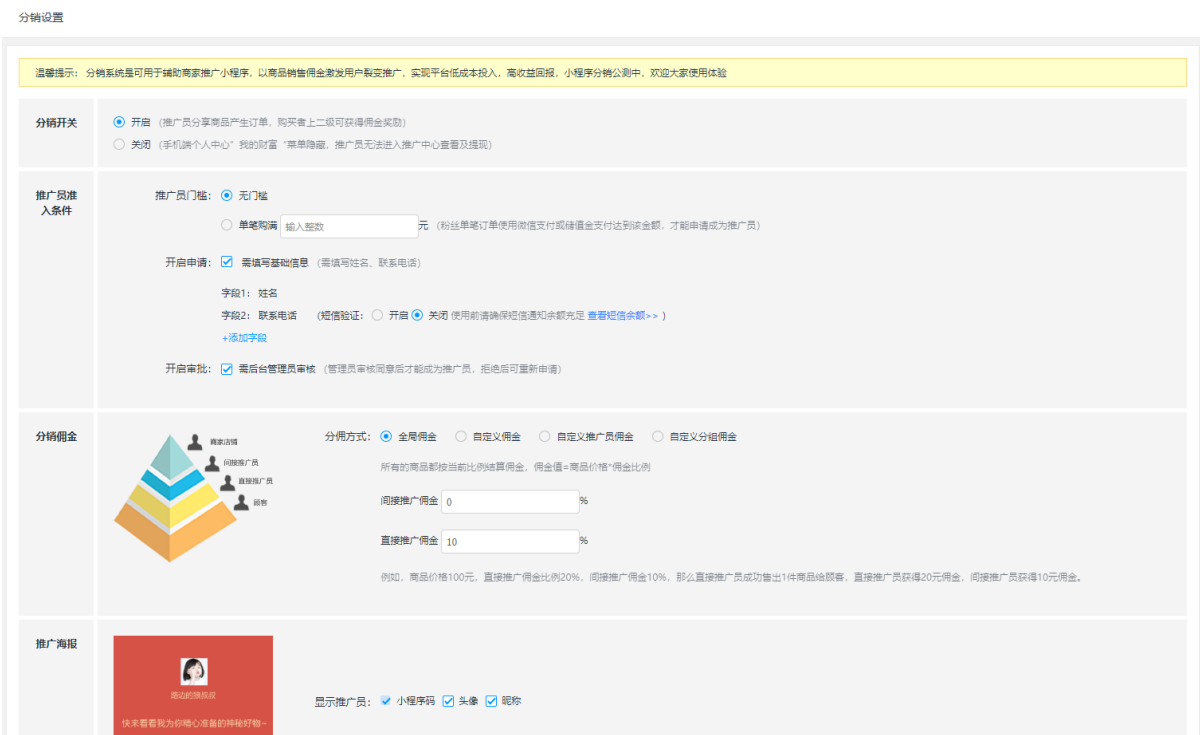 分销设置
温馨提示： 分销系统是可用于辅助商家推广小程序，以商品销售佣金激发用户裂变推广，实现平台低成本投入，高收益回报，小程序分销公测中，欢迎大家使用体验
分销开关
开启 （推广员分享商品产生订单，购买者上二级可获得佣金奖励）
关闭 （手机端个人中心“我的财富“菜单隐藏，推广员无法进入推广中心查看及提现）
推广员准
入条件
推广员门槛： 无门槛
单笔购满 输入整数 元 （粉丝单笔订单使用微信支付或储值金支付达到该金额，才能申请成为推广员）
开启申请： 需填写基础信息 （需填写姓名、联系电话）
字段1： 姓名
字段2： 联系电话 （短信验证： 开启 关闭 使用前请确保短信通知余额充足 查看短信余额>> ）
+添加字段
开启审批： 需后台管理员审核 （管理员审核同意后才能成为推广员，拒绝后可重新申请）
分销佣金
商家店铺
间接推广员
直接推广员
顾客
分佣方式： 全局佣金 自定义佣金 自定义推广员佣金 自定义分组佣金
所有的商品都按当前比例结算佣金，佣金值=商品价格*佣金比例
间接推广佣金 0 %
直接推广佣金 10 %
例如，商品价格100元，直接推广佣金比例20%，间接推广佣金10%，那么直接推广员成功售出1件商品给顾客，直接推广员获得20元佣金，间接推广员获得10元佣金。
推广海报
路边的狼叔叔
快来看看我为你精心准备的神秘好物~
显示推广员： 小程序码 头像 昵称